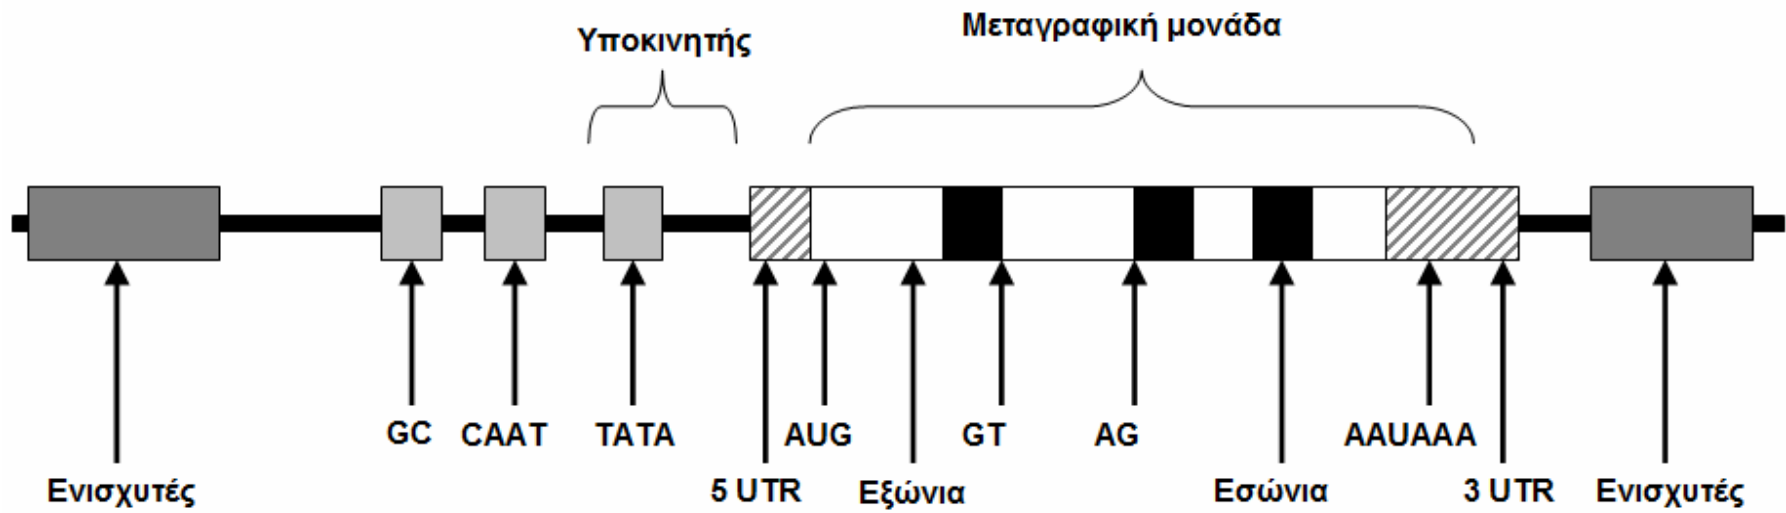 Μεταγραφική μονάδα
Υποκινητής
GC CAAT TATA AUG GT AG AAUAAA
Ενισχυτές 5 UTR Εξώνια Εσώνια 3 UTR Ενισχυτές